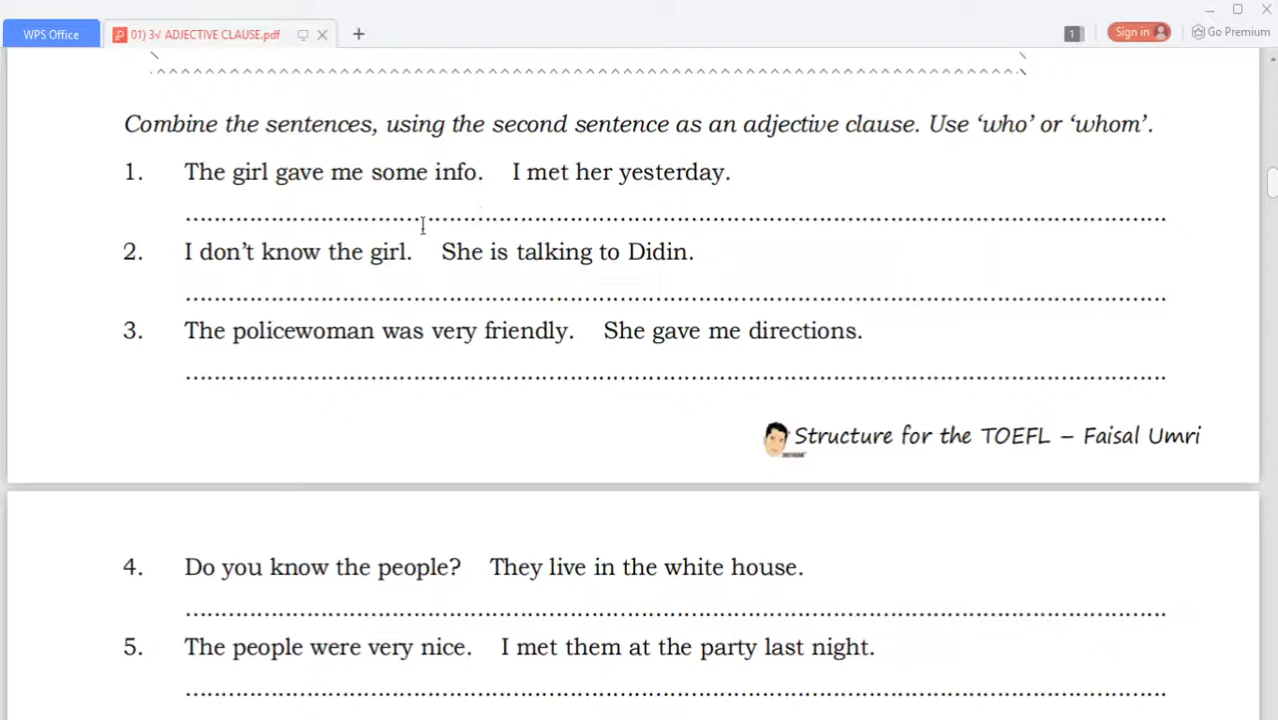 WPS Office
01) 3√ ADJECTIVE CLAUSE.pdf
1
Sign in
Go Premium
Combine the sentences, using the second sentence as an adjective clause. Use ‘who’ or ‘whom’.
1. The girl gave me some info. I met her yesterday.
................................................................................................................................
2. I don’t know the girl. She is talking to Didin.
................................................................................................................................
3. The policewoman was very friendly. She gave me directions.
................................................................................................................................
Structure for the TOEFL – Faisal Umri
4. Do you know the people? They live in the white house.
................................................................................................................................
5. The people were very nice. I met them at the party last night.
................................................................................................................................